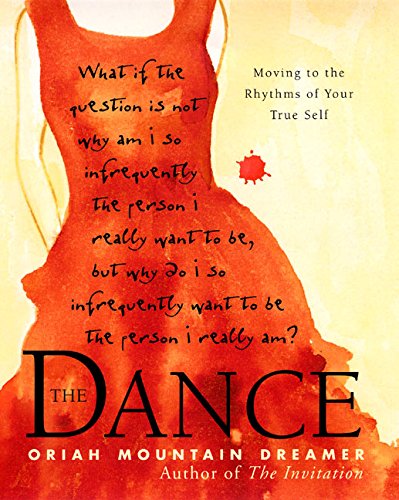 What if the
question is not
why am i so
infrequently
the person i
really want to be,
but why do i so
infrequently want to be
the person i really am?
Moving to the
Rhythms of Your
True Self
THE DANCE
ORIAH MOUNTAIN DREAMER
Author of The Invitation